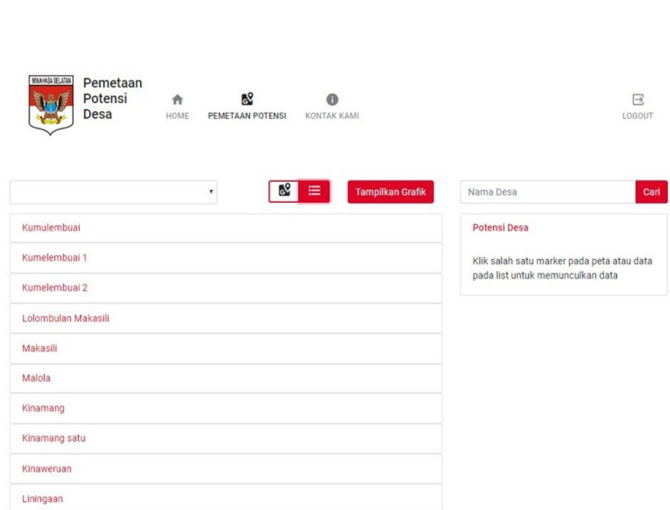 MINAHASA SELATAN
Pemetaan
Potensi
Desa
HOME
PEMETAAN POTENSI
KONTAK KAMI
LOGOUT
Tampilkan Grafik
Nama Desa
Cari
Kumulembuai
Kumelembuai 1
Kumelembuai 2
Lolombulan Makasili
Makasili
Malola
Kinamang
Kinamang satu
Kinaweruan
Liningaan
Potensi Desa
Klik salah satu marker pada peta atau data
pada list untuk memunculkan data